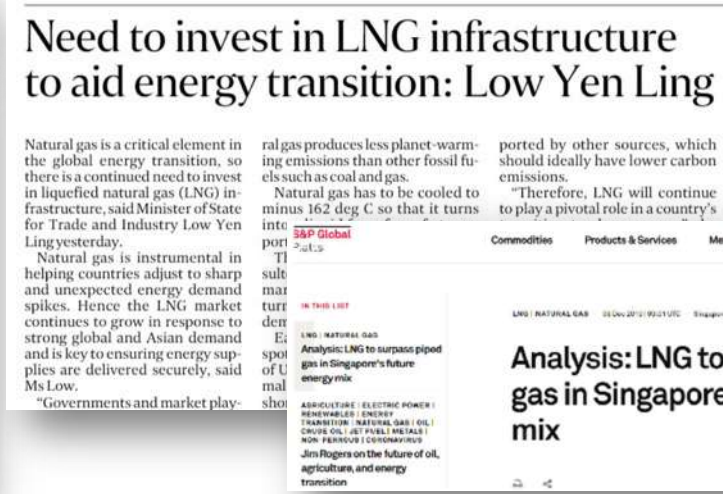 Need to invest in LNG infrastructure
to aid energy transition: Low Yen Ling
Natural gas is a critical element in
the global energy transition, so
there is a continued need to invest
in liquefied natural gas (LNG) in-
frastructure, said Minister of State
for Trade and Industry Low Yen
Ling yesterday.
Natural gas is instrumental in
helping countries adjust to sharp
and unexpected energy demand
spikes. Hence the LNG market
continues to grow in response to
strong global and Asian demand
and is key to ensuring energy sup-
plies are delivered securely, said
Ms Low.
"Governments and market play-
ral gas produces less planet-warm-
ing emissions than other fossil fu-
els such as coal and gas.
Natural gas has to be cooled to
minus 162 deg C so that it turns
ported by other sources, which
should ideally have lower carbon
emissions.
"Therefore, LNG will continue
to play a pivotal role in a country's
S&P Global
Platts
Commodities
Products & Services
IN THIS LIST
LNG | NATURAL GAS
Analysis: LNG to surpass piped
gas in Singapore's future
energy mix
AGRICULTURE | ELECTRIC POWER |
RENEWABLES | ENERGY
TRANSITION | NATURAL GAS | OIL |
CRUDE OIL | JET FUEL | METALS |
NON-FERROUS | CORONAVIRUS
Jim Rogers on the future of oil,
agriculture, and energy
transition
LNG | NATURAL GAS
Analysis: LNG to
gas in Singapore
mix